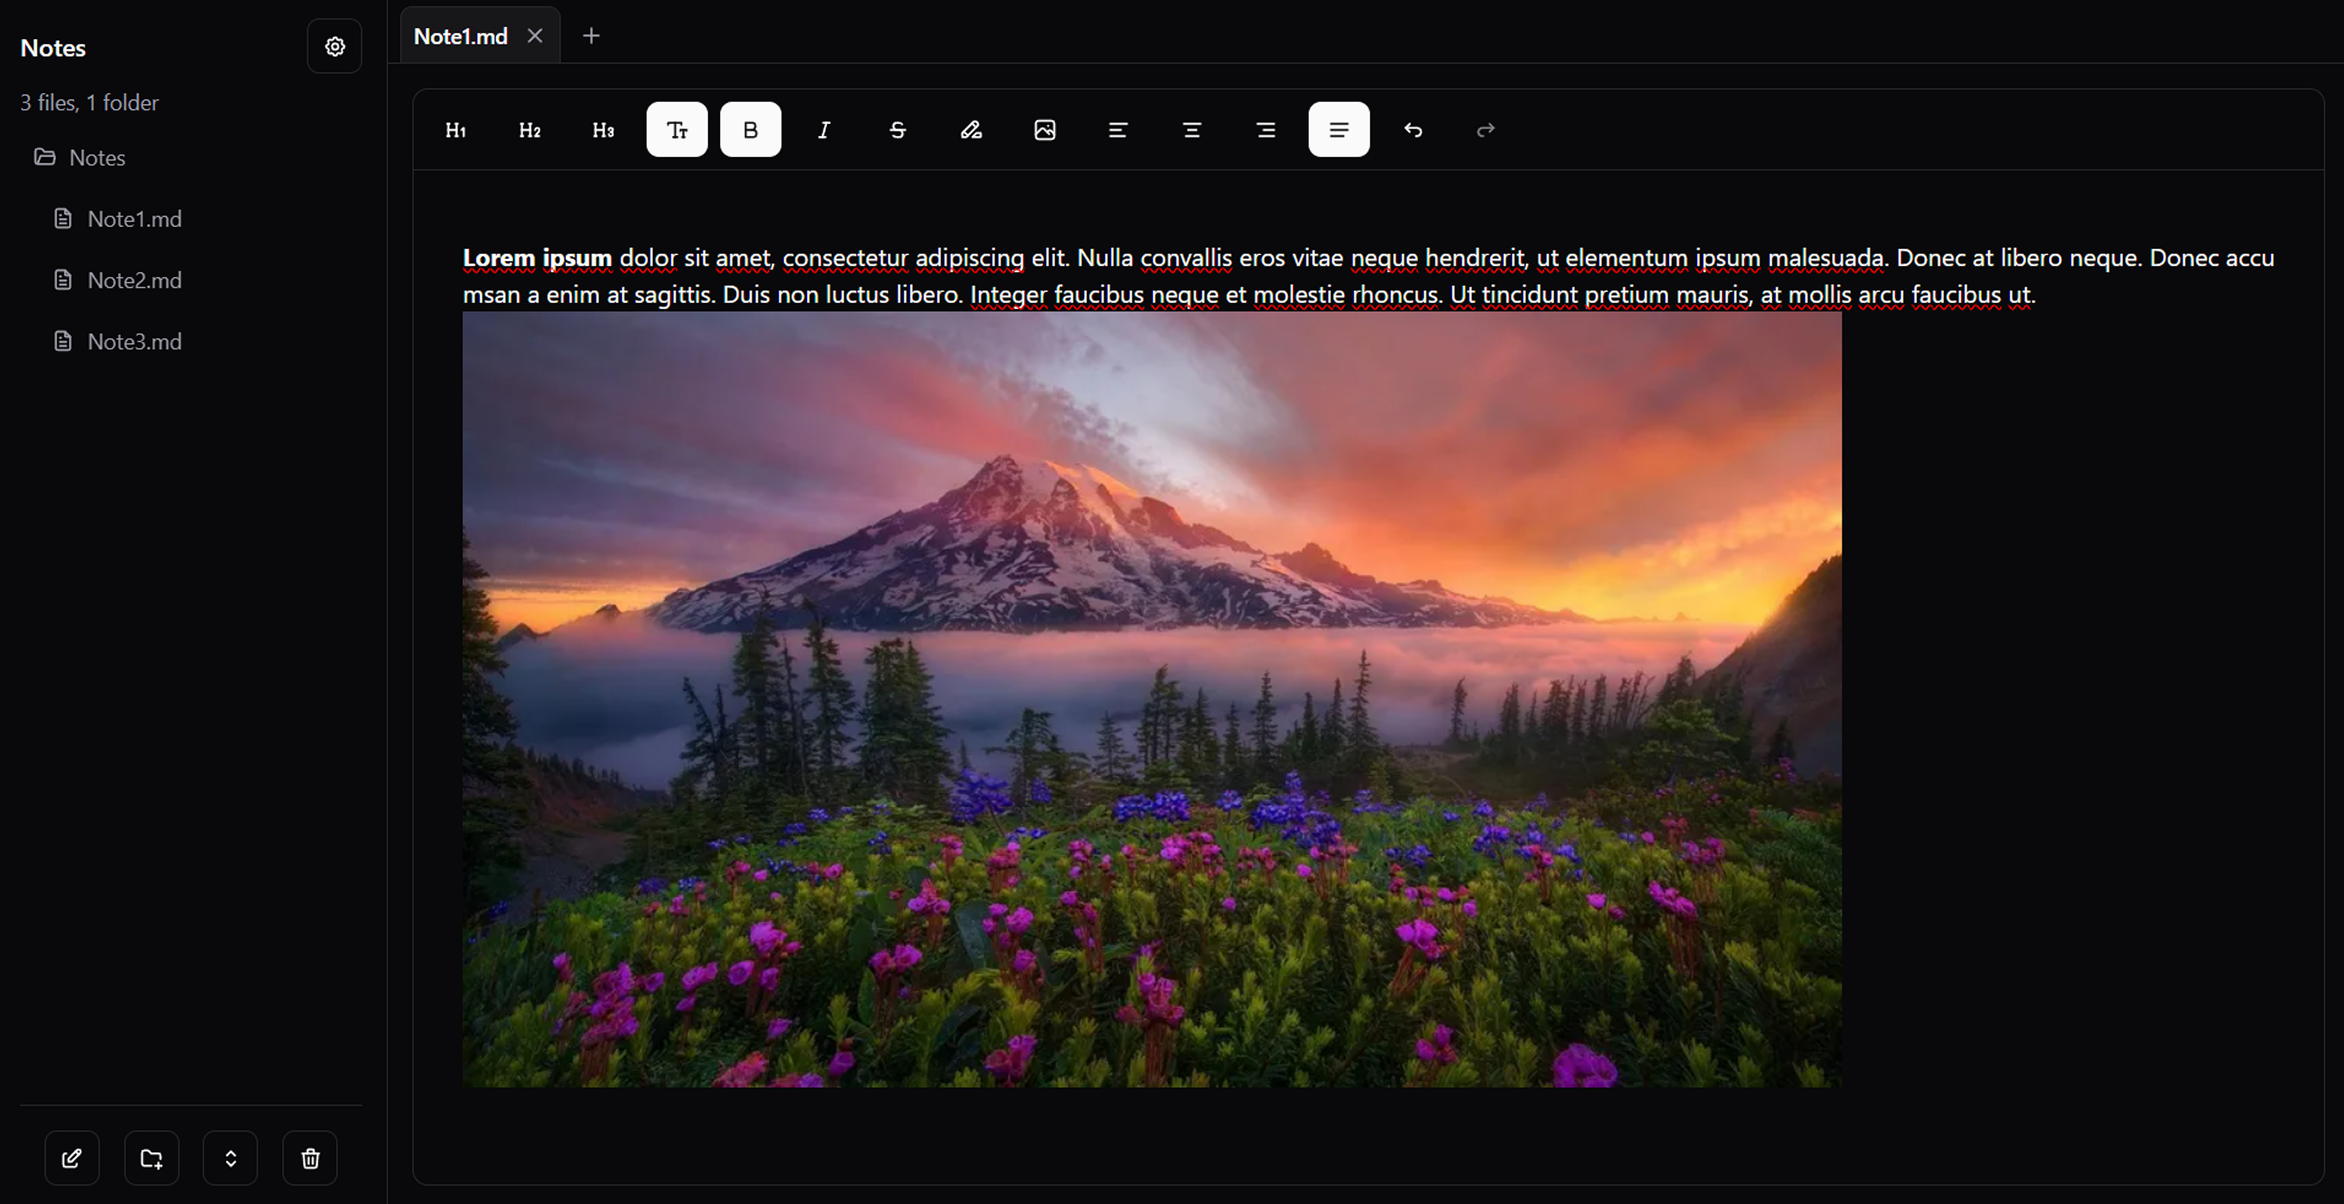 Notes
3 files, 1 folder
Notes
Note1.md
Note2.md
Note3.md
Note1.md
H1 H2 H3 Tт B I S
Lorem ipsum dolor sit amet, consectetur adipiscing elit. Nulla convallis eros vitae neque hendrerit, ut elementum ipsum malesuada. Donec at libero neque. Donec accu
msan a enim at sagittis. Duis non luctus libero. Integer faucibus neque et molestie rhoncus. Ut tincidunt pretium mauris, at mollis arcu faucibus ut.